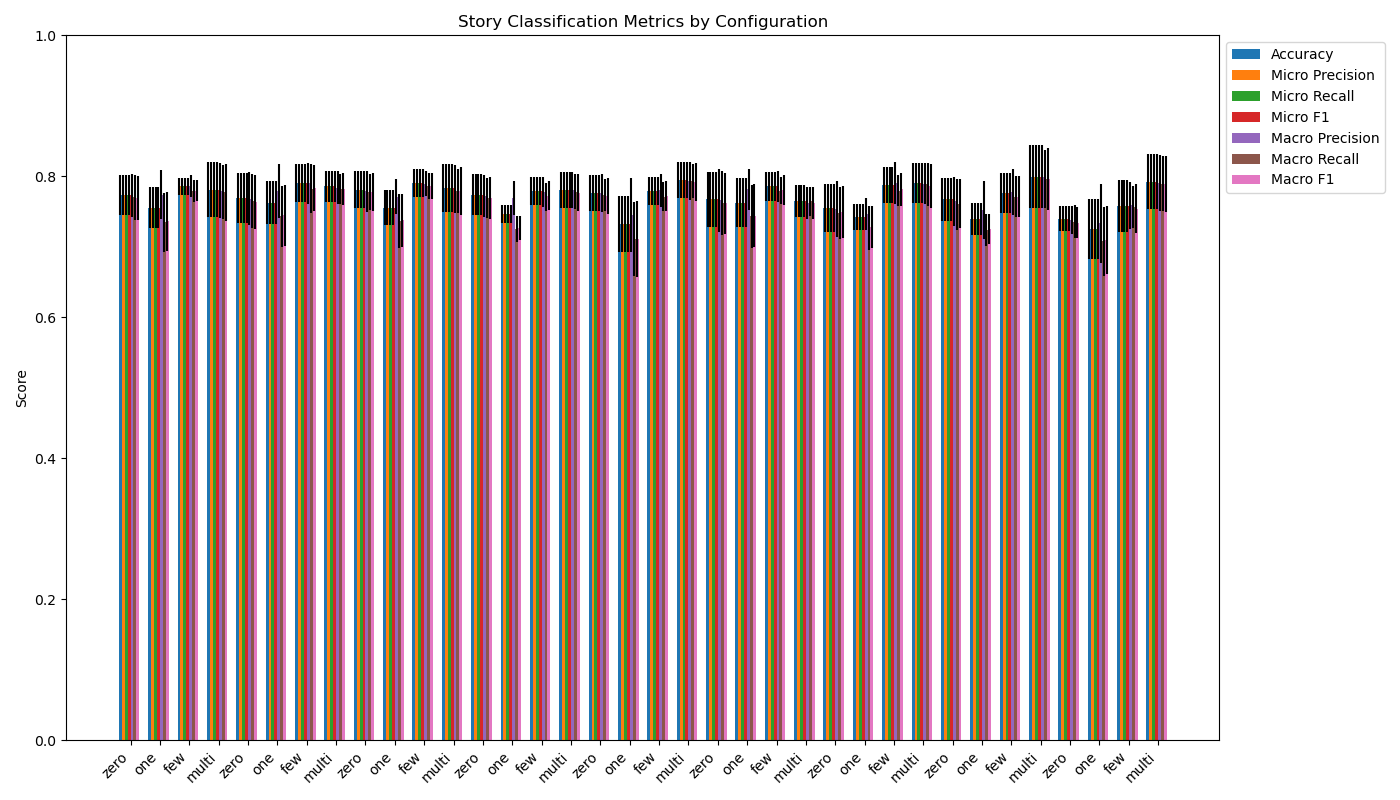 Story Classification Metrics by Configuration
Score
1.0
0.8
0.6
0.4
0.2
0.0
Accuracy
Micro Precision
Micro Recall
Micro F1
Macro Precision
Macro Recall
Macro F1
zero one few multi zero one few multi zero one few multi zero one few multi zero one few multi zero one few multi zero one few multi zero one few multi zero one few multi